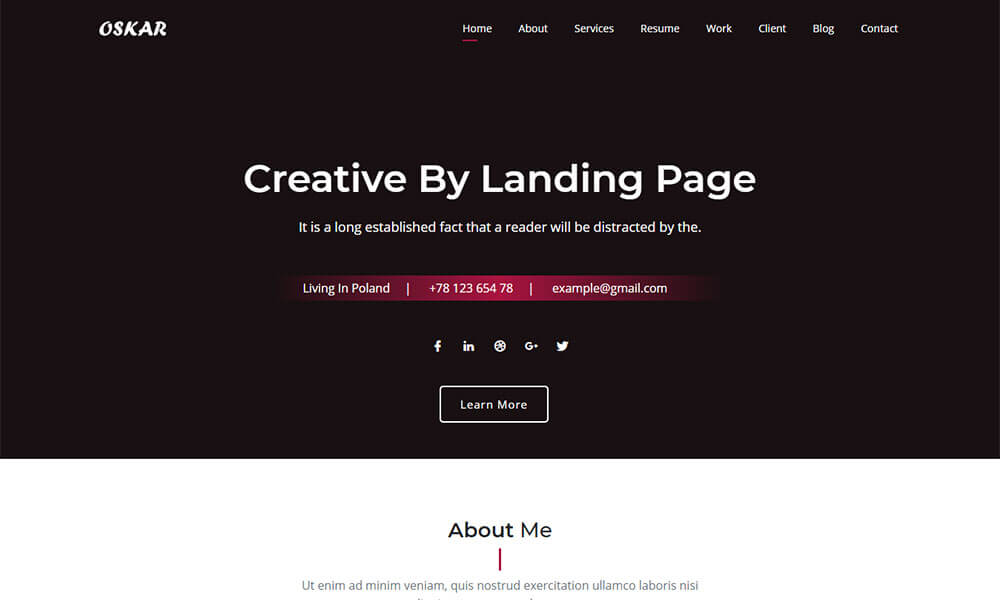 OSKAR
Home About Services Resume Work Client Blog Contact
Creative By Landing Page
It is a long established fact that a reader will be distracted by the.
Living In Poland | +78 123 654 78 | example@gmail.com
Learn More
About Me
Ut enim ad minim veniam, quis nostrud exercitation ullamco laboris nisi